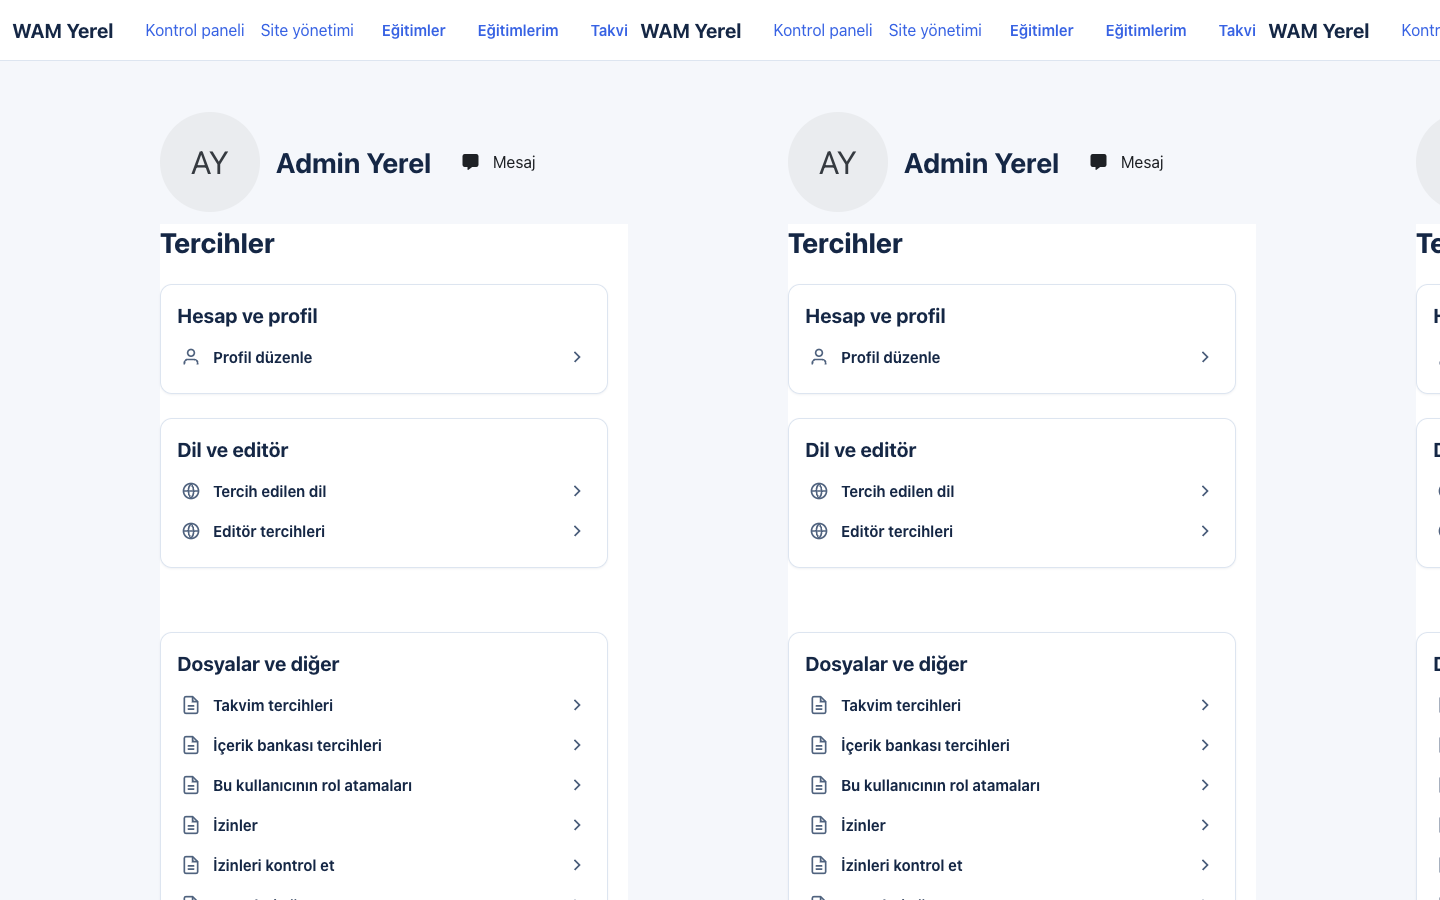 WAM Yerel Kontrol paneli Site yönetimi Eğitimler Eğitimlerim Takvi WAM Yerel Kontrol paneli Site yönetimi Eğitimler Eğitimlerim Takvi WAM Yerel Kontr
AY Admin Yerel Mesaj AY Admin Yerel Mesaj
Tercihler Tercihler Te
Hesap ve profil Hesap ve profil
Profil düzenle Profil düzenle
Dil ve editör Dil ve editör
Tercih edilen dil Tercih edilen dil
Editör tercihleri Editör tercihleri
Dosyalar ve diğer Dosyalar ve diğer
Takvim tercihleri Takvim tercihleri
İçerik bankası tercihleri İçerik bankası tercihleri
Bu kullanıcının rol atamaları Bu kullanıcının rol atamaları
İzinler İzinler
İzinleri kontrol et İzinleri kontrol et